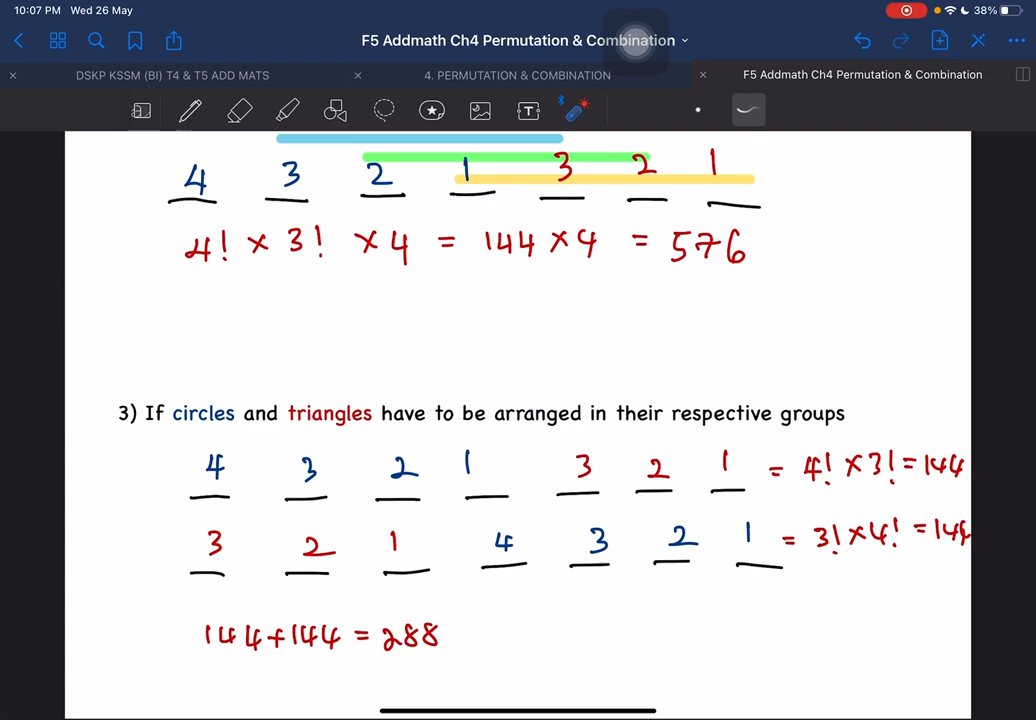 10:07 PM Wed 26 May 38%
F5 Addmath Ch4 Permutation & Combination
DSKP KSSM (BI) T4 & T5 ADD MATS
4. PERMUTATION & COMBINATION
F5 Addmath Ch4 Permutation & Combination
4 3 2 1 3 2 1
4! × 3! × 4 = 144 × 4 = 576
3) If circles and triangles have to be arranged in their respective groups
4 3 2 1 3 2 1 = 4! × 3! = 144
3 2 1 4 3 2 1 = 3! × 4! = 144
144 + 144 = 288